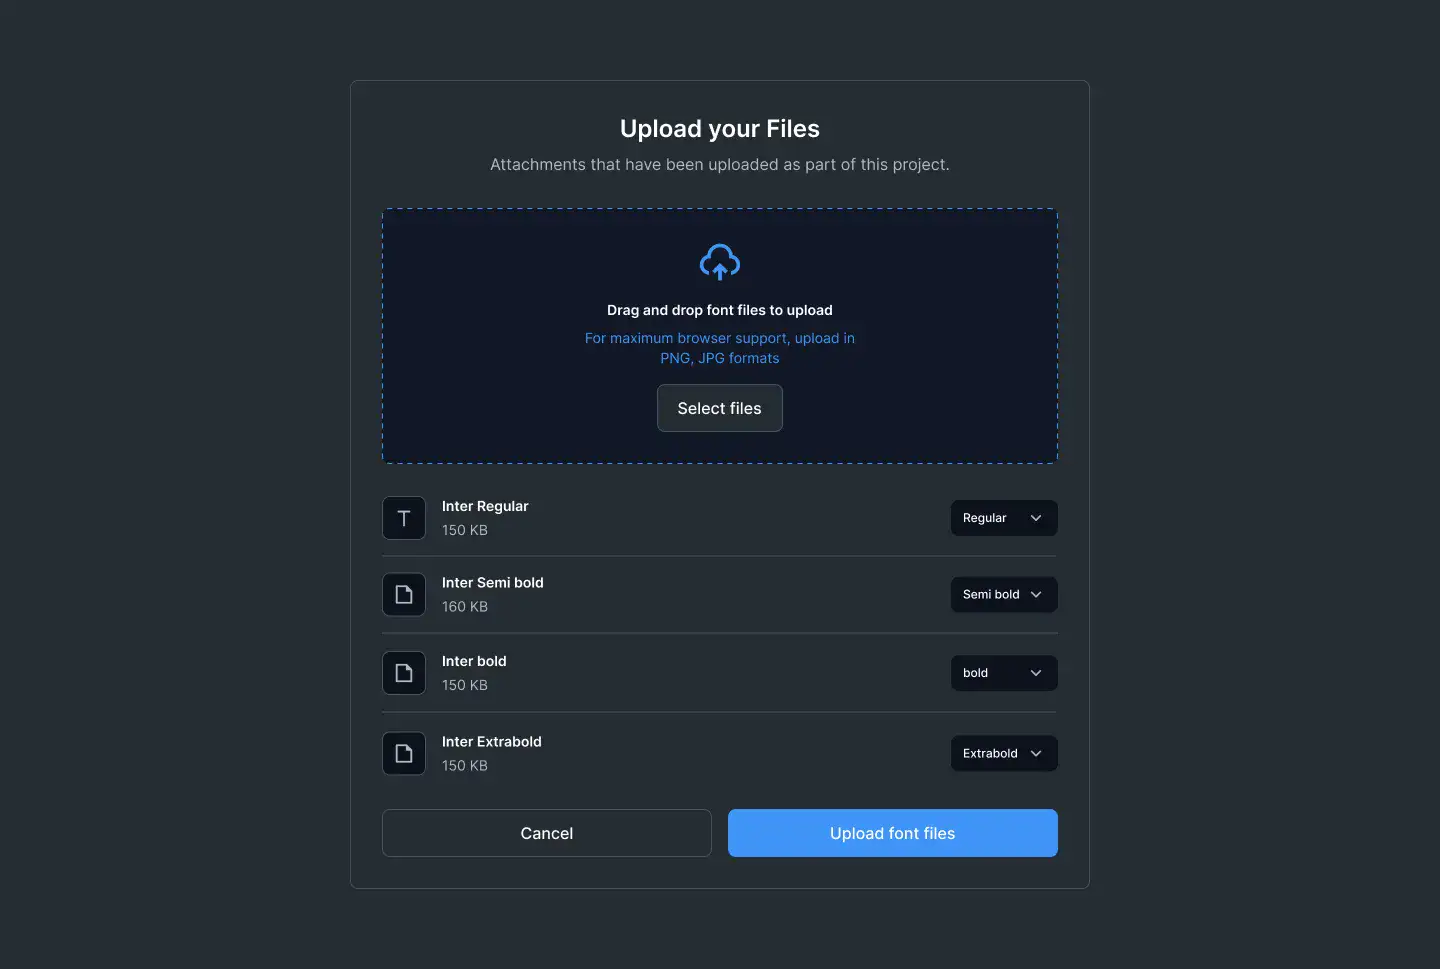 Upload your Files
Attachments that have been uploaded as part of this project.
Drag and drop font files to upload
For maximum browser support, upload in
PNG, JPG formats
Select files
Inter Regular
150 KB
Regular
Inter Semi bold
160 KB
Semi bold
Inter bold
150 KB
bold
Inter Extrabold
150 KB
Extrabold
Cancel
Upload font files